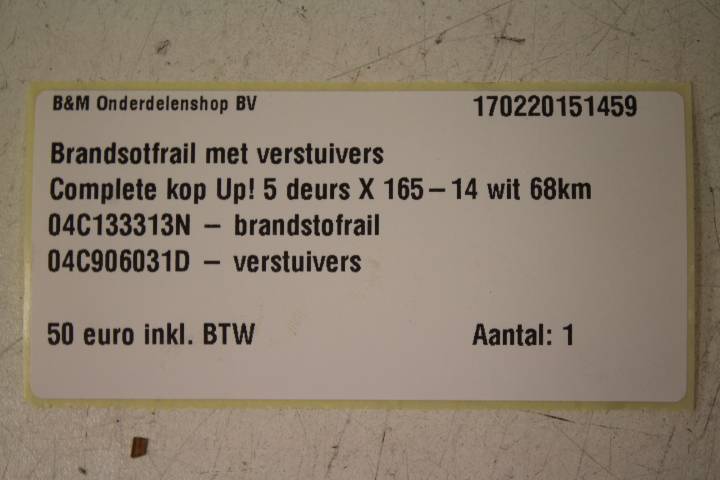 B&M Onderdelenshop BV 170220151459
Brandsotfrail met verstuivers
Complete kop Up! 5 deurs X 165 – 14 wit 68km
04C133313N – brandstofrail
04C906031D – verstuivers
50 euro inkl. BTW Aantal: 1